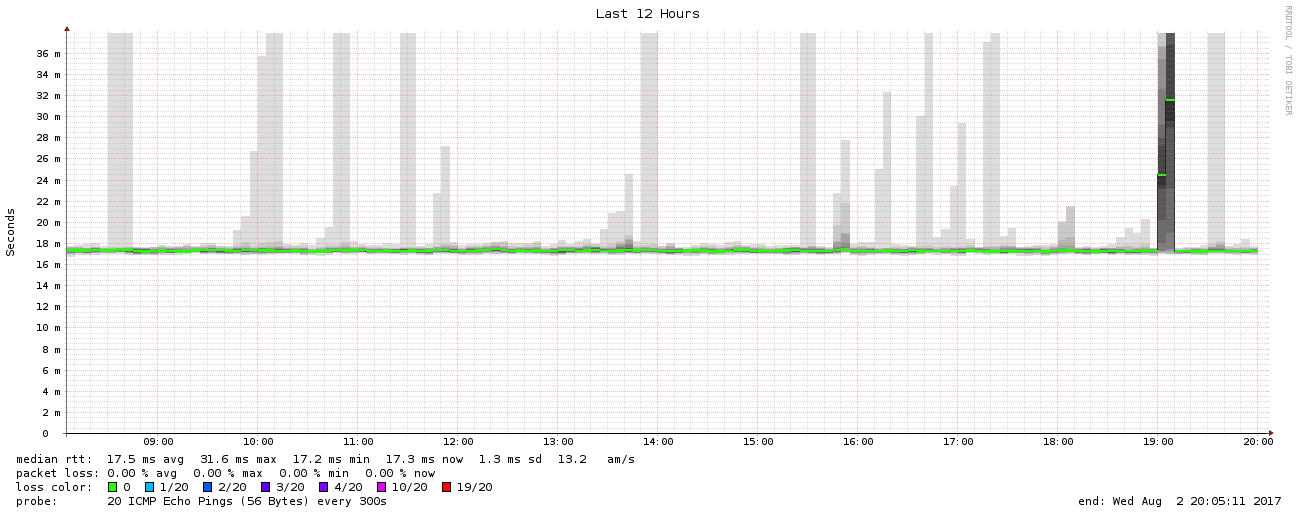 Last 12 Hours
RRDTOOL / TOBI OETIKER
Seconds
36 m
34 m
32 m
30 m
28 m
26 m
24 m
22 m
20 m
18 m
16 m
14 m
12 m
10 m
8 m
6 m
4 m
2 m
0
09:00 10:00 11:00 12:00 13:00 14:00 15:00 16:00 17:00 18:00 19:00 20:00
median rtt: 17.5 ms avg 31.6 ms max 17.2 ms min 17.3 ms now 1.3 ms sd 13.2 am/s
packet loss: 0.00 % avg 0.00 % max 0.00 % min 0.00 % now
loss color: 0 1/20 2/20 3/20 4/20 10/20 19/20
probe: 20 ICMP Echo Pings (56 Bytes) every 300s end: Wed Aug 2 20:05:11 2017